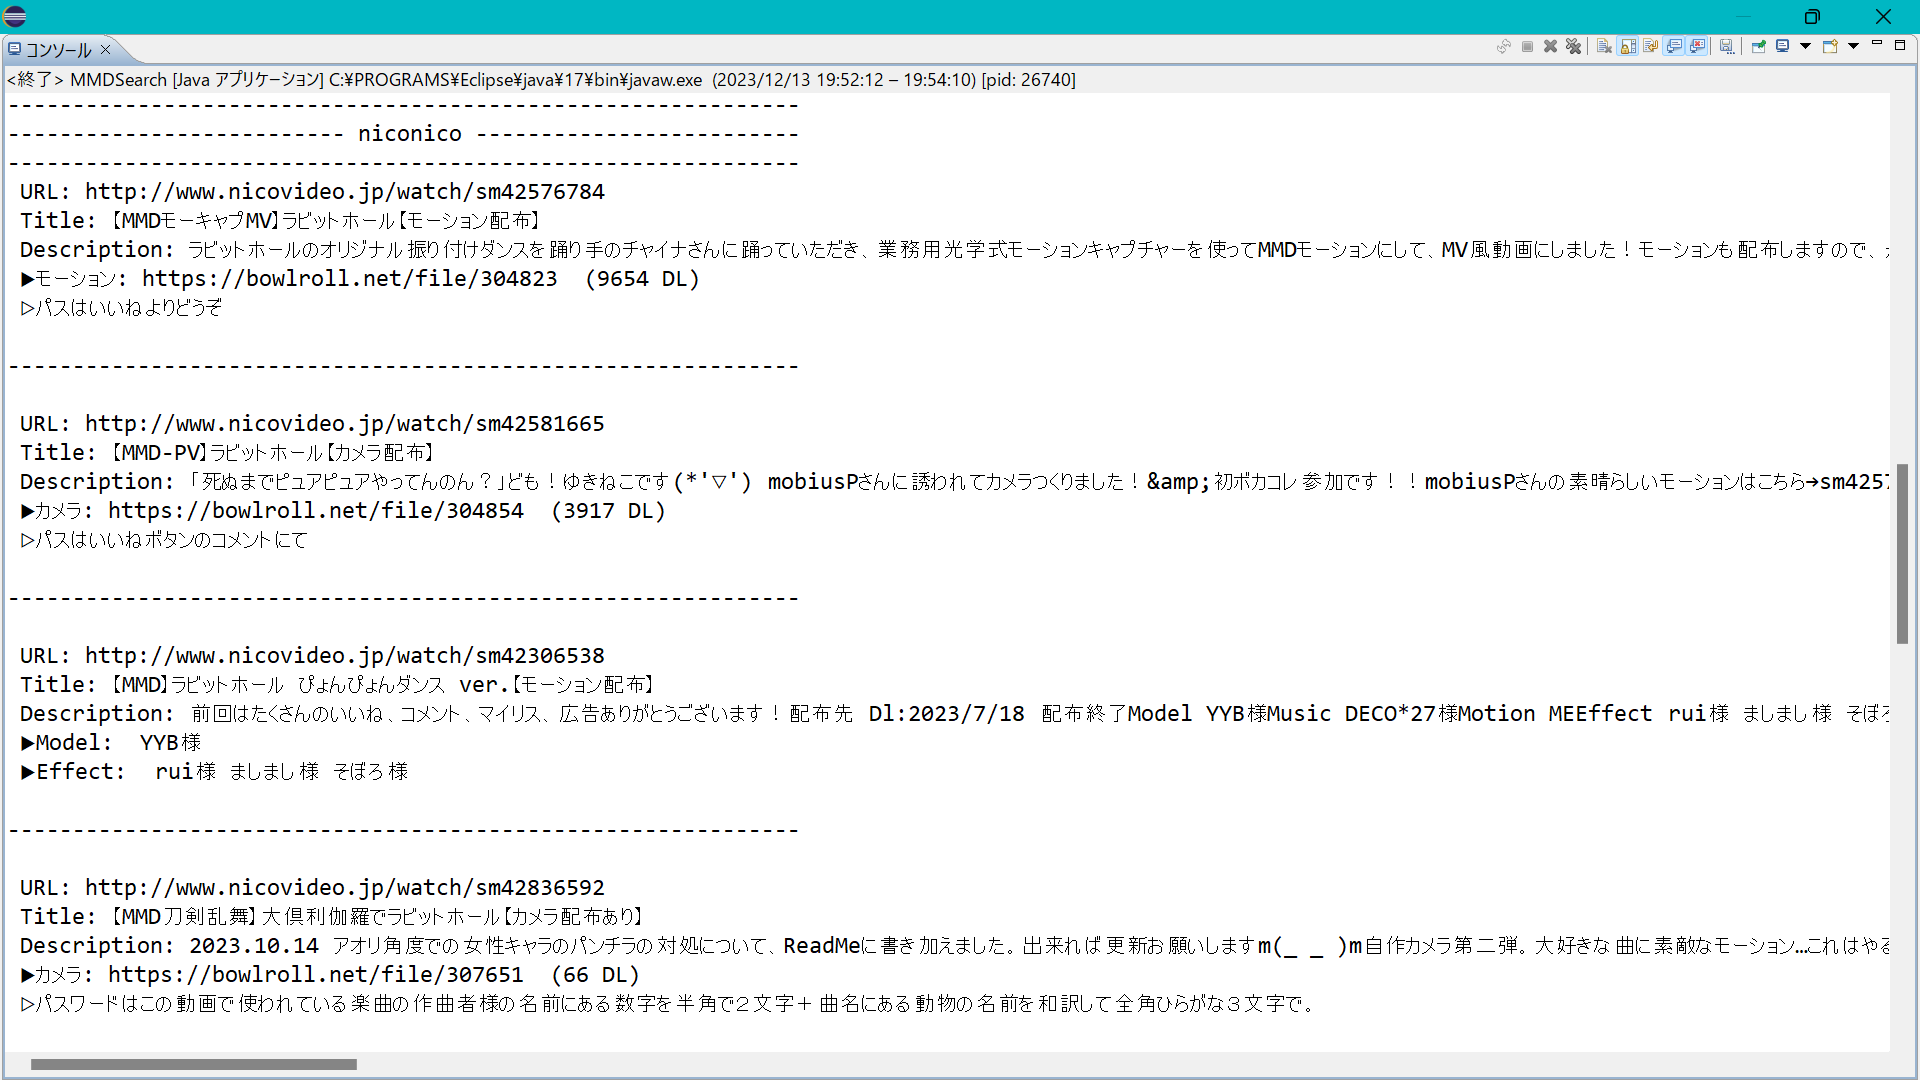 コンソール
<終了> MMDSearch [Java アプリケーション] C:¥PROGRAMS¥Eclipse¥java¥17¥bin¥javaw.exe  (2023/12/13 19:52:12 – 19:54:10) [pid: 26740]
-------------------------------------------------------------
-------------------------- niconico -------------------------
-------------------------------------------------------------
URL: http://www.nicovideo.jp/watch/sm42576784
Title: 【MMDモーキャプMV】ラビットホール【モーション配布】
Description: ラビットホールのオリジナル振り付けダンスを踊り手のチャイナさんに踊っていただき、業務用光学式モーションキャプチャーを使ってMMDモーションにして、MV風動画にしました！モーションも配布しますので、
▶モーション: https://bowlroll.net/file/304823  (9654 DL)
▷パスはいいねよりどうぞ
-------------------------------------------------------------
URL: http://www.nicovideo.jp/watch/sm42581665
Title: 【MMD-PV】ラビットホール【カメラ配布】
Description: 「死ぬまでピュアピュアやってんのん？」ども！ゆきねこです(*'▽') mobiusPさんに誘われてカメラつくりました！&amp;初ボカコレ参加です！！mobiusPさんの素晴らしいモーションはこちら→sm4257
▶カメラ: https://bowlroll.net/file/304854  (3917 DL)
▷パスはいいねボタンのコメントにて
-------------------------------------------------------------
URL: http://www.nicovideo.jp/watch/sm42306538
Title: 【MMD】ラビットホール ぴょんぴょんダンス ver.【モーション配布】
Description: 前回はたくさんのいいね、コメント、マイリス、広告ありがとうございます！配布先 Dl:2023/7/18 配布終了Model YYB様Music DECO*27様Motion MEEffect rui様 ましまし様 そぼろ
▶Model:  YYB様
▶Effect:  rui様 ましまし様 そぼろ様
-------------------------------------------------------------
URL: http://www.nicovideo.jp/watch/sm42836592
Title: 【MMD刀剣乱舞】大倶利伽羅でラビットホール【カメラ配布あり】
Description: 2023.10.14 アオリ角度での女性キャラのパンチラの対処について、ReadMeに書き加えました。出来れば更新お願いしますm(_ _ )m自作カメラ第二弾。大好きな曲に素敵なモーション…これはやる
▶カメラ: https://bowlroll.net/file/307651  (66 DL)
▷パスワードはこの動画で使われている楽曲の作曲者様の名前にある数字を半角で２文字＋曲名にある動物の名前を和訳して全角ひらがな３文字で。